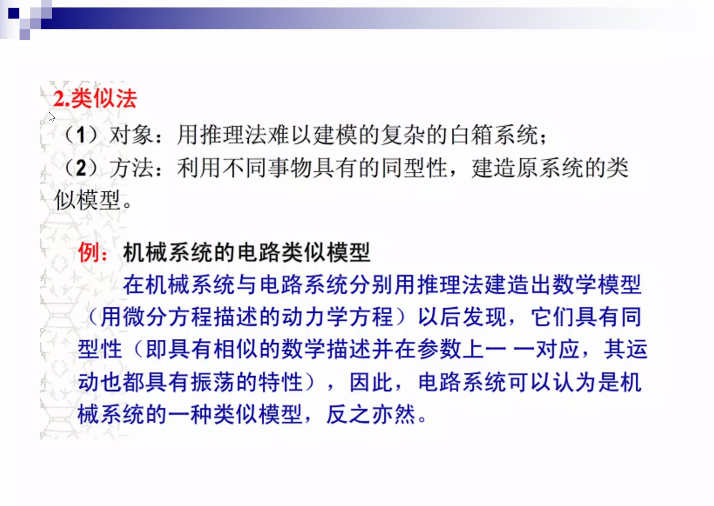 2.类似法
（1）对象：用推理法难以建模的复杂的白箱系统；
（2）方法：利用不同事物具有的同型性，建造原系统的类
似模型。
例：机械系统的电路类似模型
在机械系统与电路系统分别用推理法建造出数学模型
（用微分方程描述的动力学方程）以后发现，它们具有同
型性（即具有相似的数学描述并在参数上一 一对应，其运
动也都具有振荡的特性），因此，电路系统可以认为是机
械系统的一种类似模型，反之亦然。